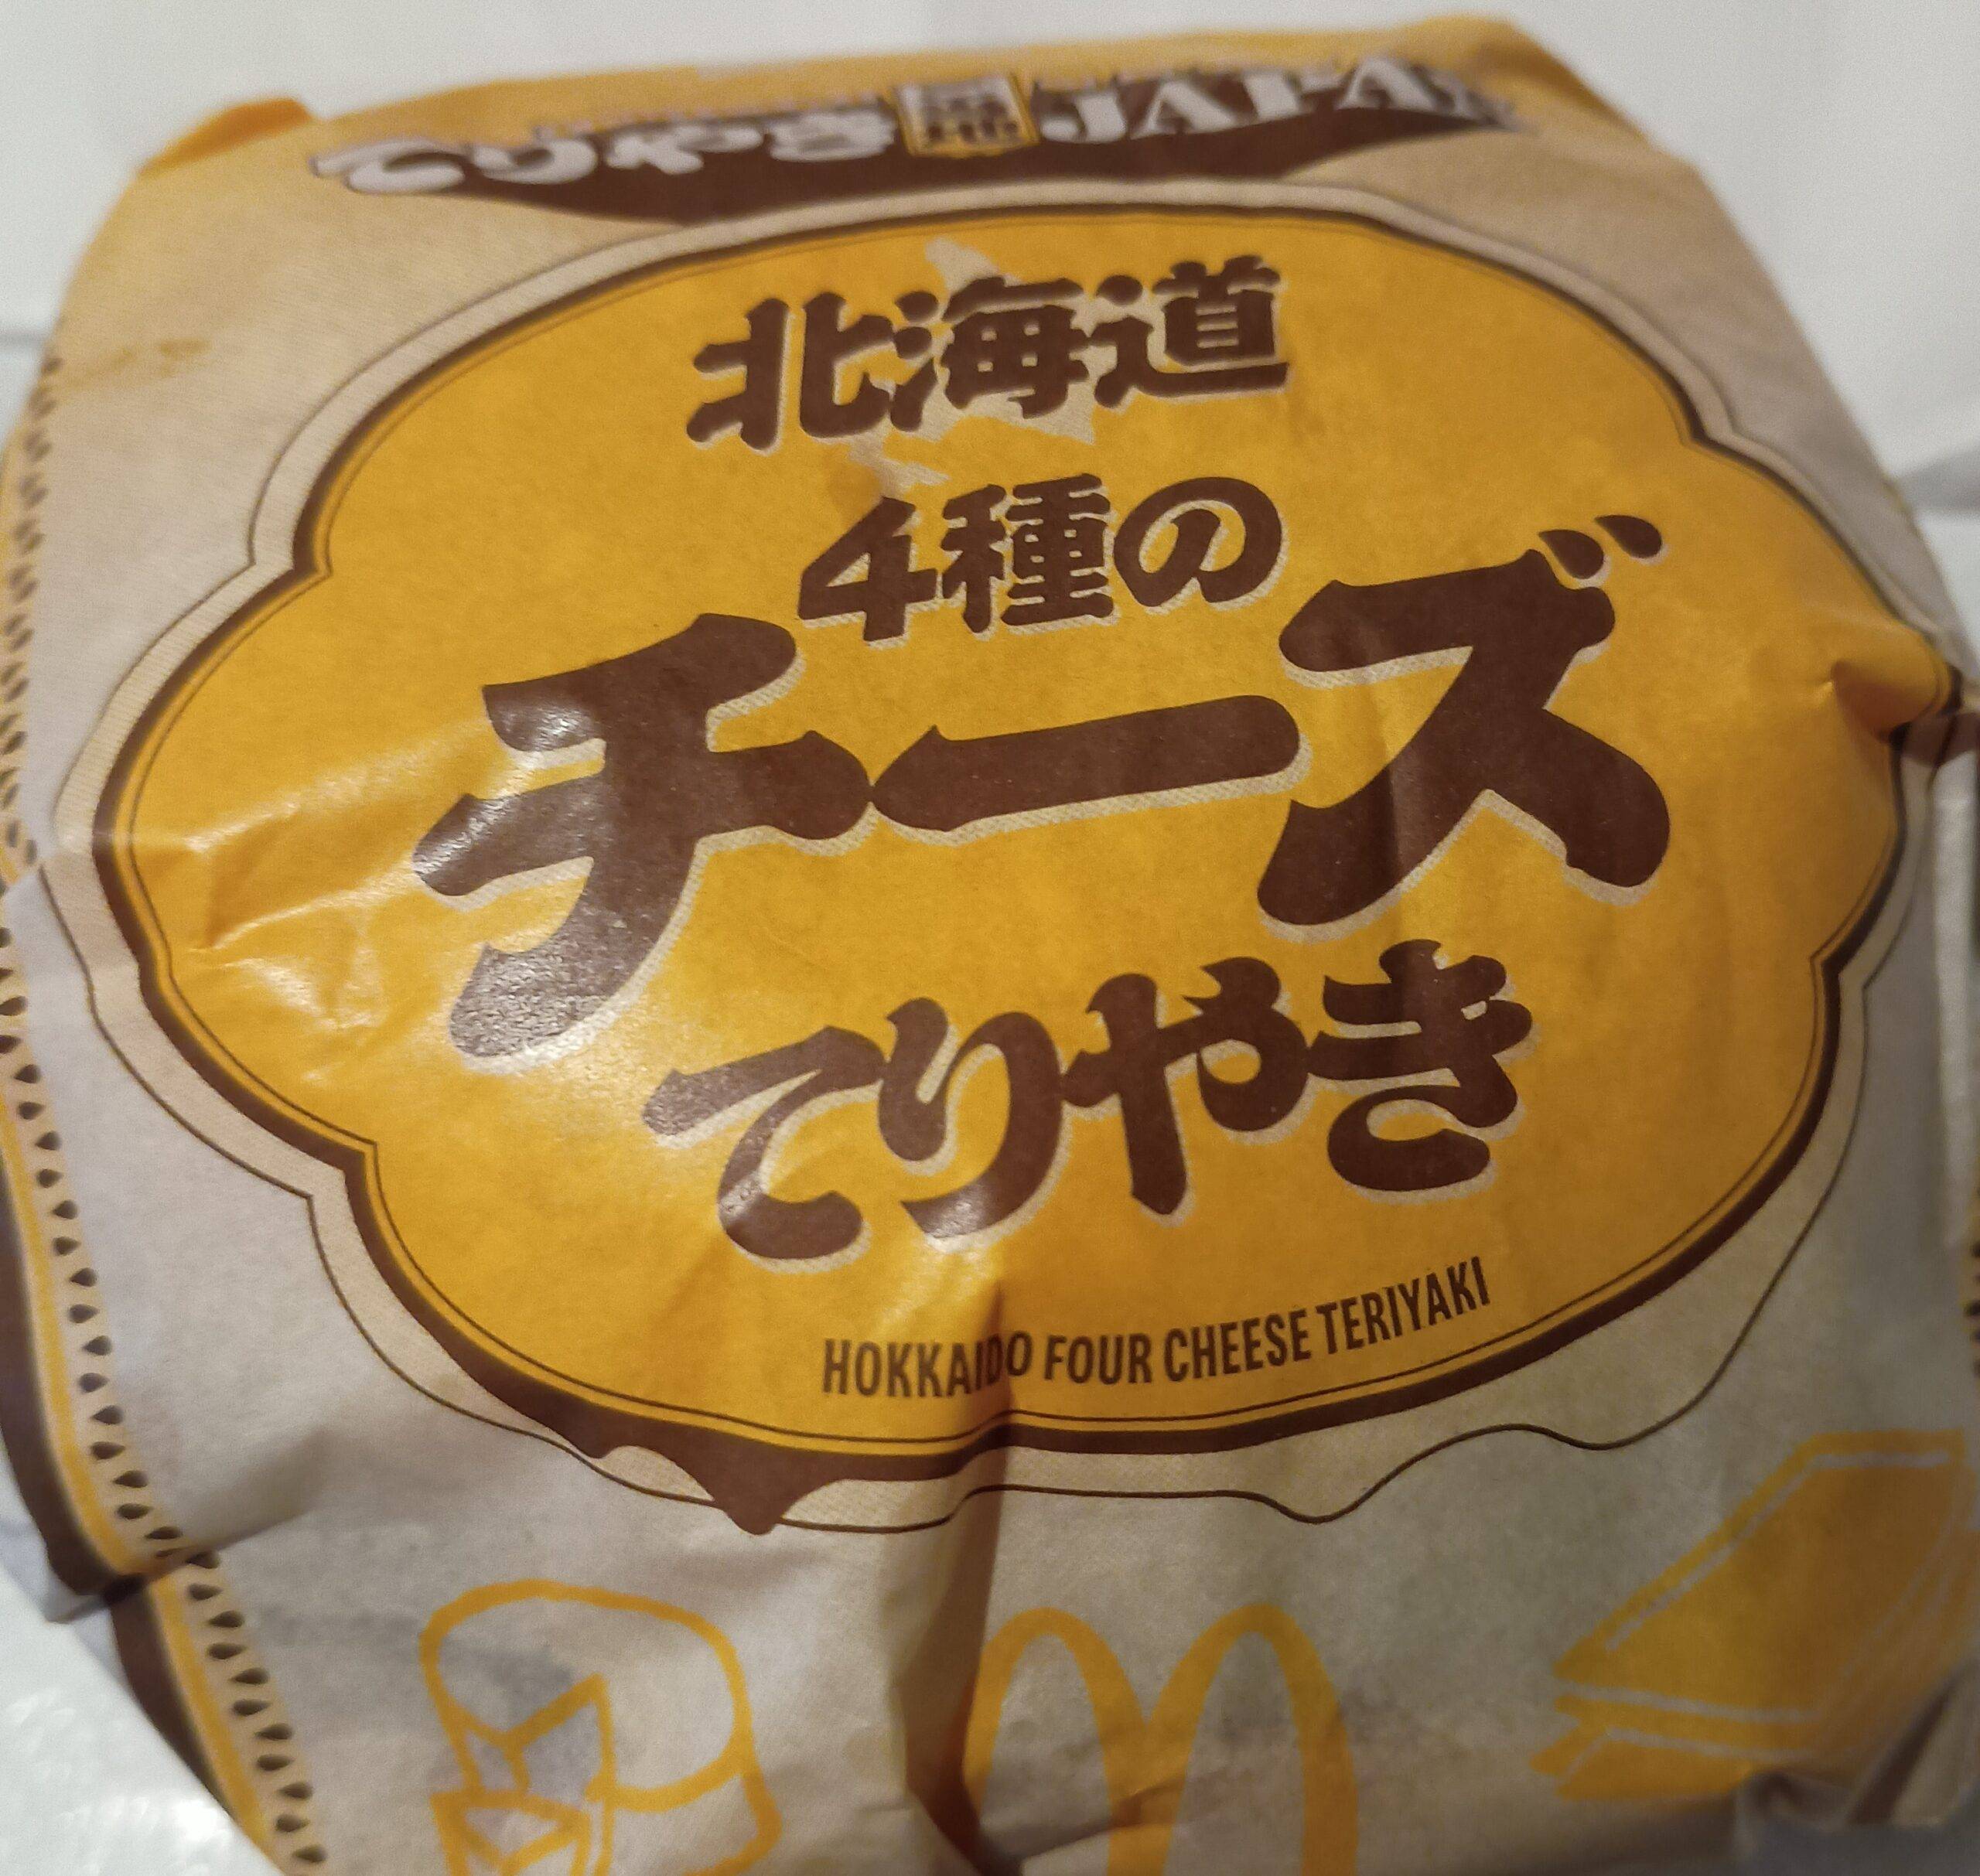 てりやき JAPAN
北海道
4種の
チーズ
てりやき
HOKKAIDO FOUR CHEESE TERIYAKI